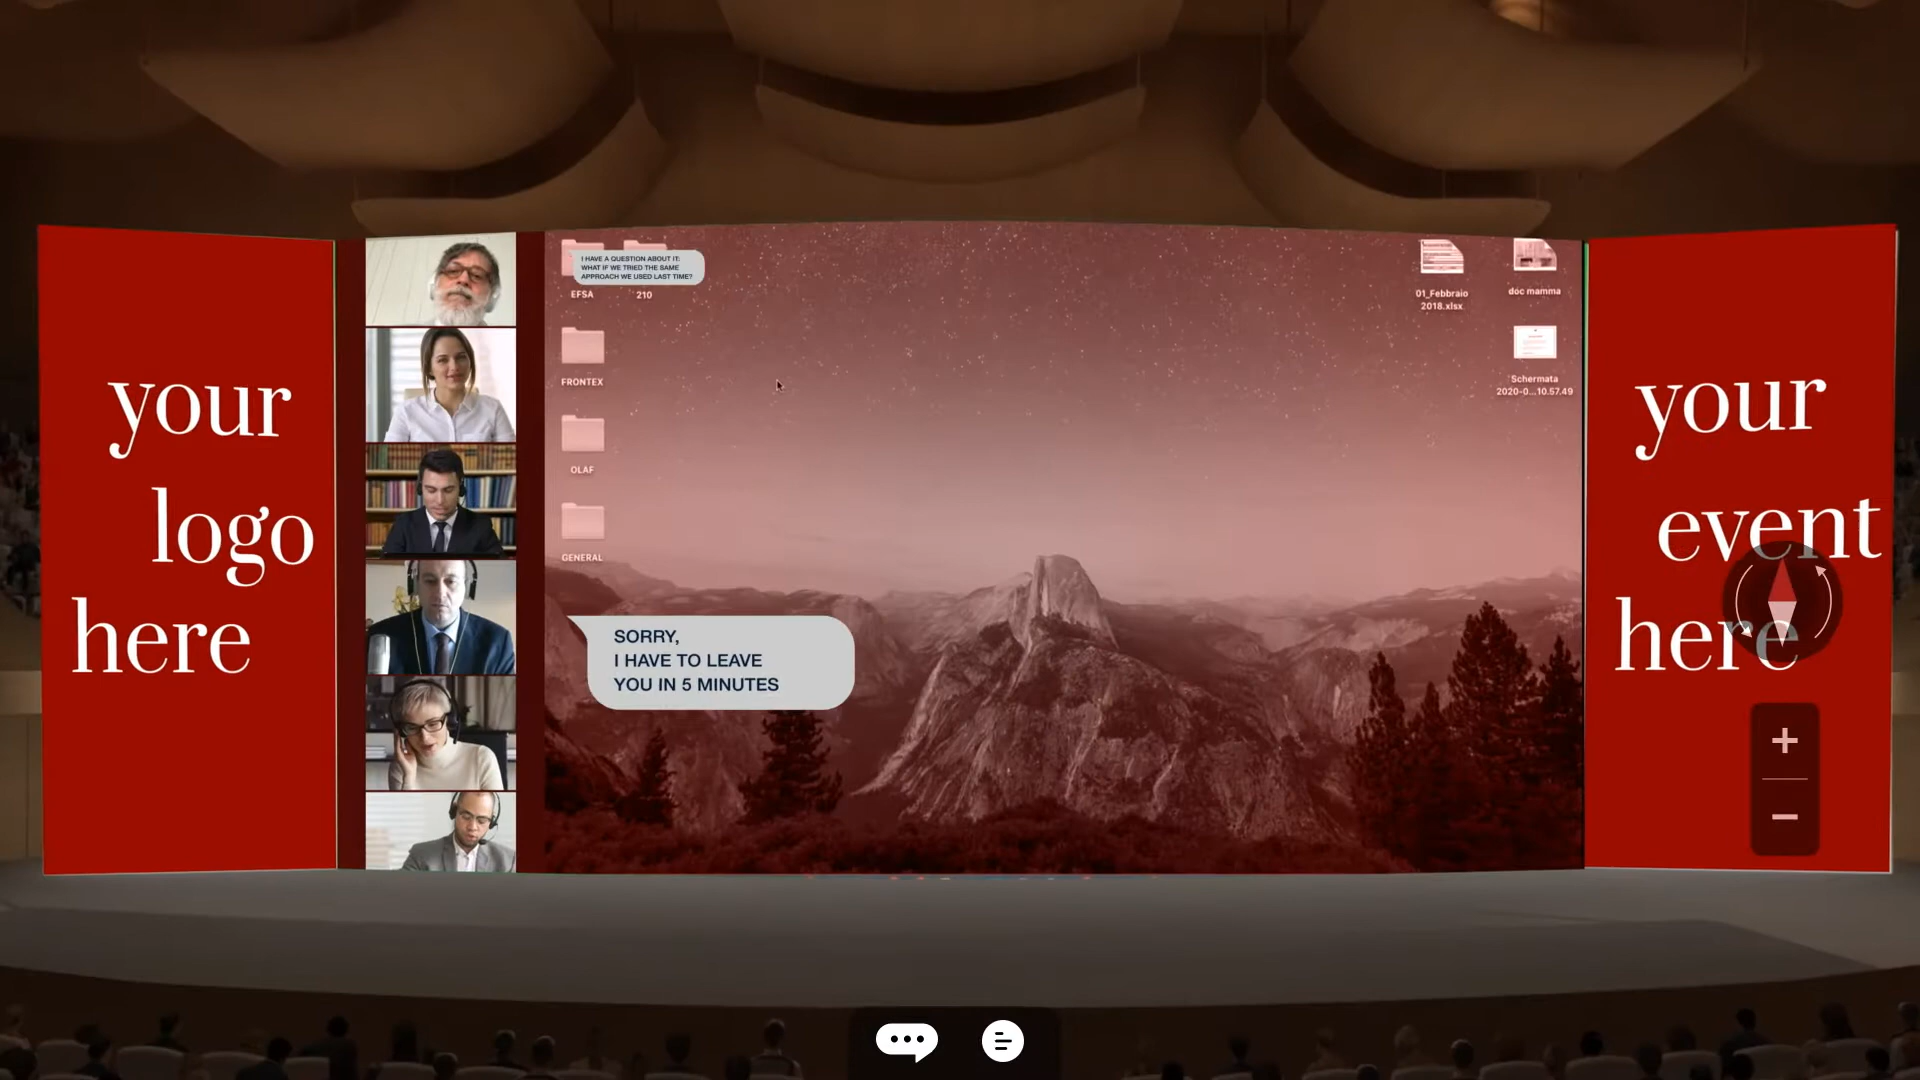 your
logo
here
I HAVE A QUESTION ABOUT IT:
WHAT IF WE TRIED THE SAME
APPROACH WE USED LAST TIME?
EFSA
210
FRONTEX
OLAF
GENERAL
SORRY,
I HAVE TO LEAVE
YOU IN 5 MINUTES
01_Febbraio
2018.xlsx
doc mamma
Schermata
2020-0...10.57.49
your
event
here